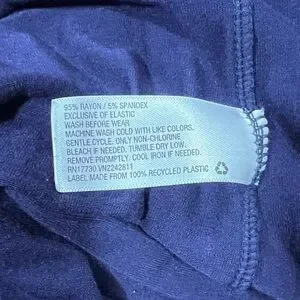 95% RAYON / 5% SPANDEX
EXCLUSIVE OF ELASTIC
WASH BEFORE WEAR
MACHINE WASH COLD WITH LIKE COLORS,
GENTLE CYCLE. ONLY NON-CHLORINE
BLEACH IF NEEDED. TUMBLE DRY LOW.
REMOVE PROMPTLY. COOL IRON IF NEEDED.
RN17730 VN2242811
LABEL MADE FROM 100% RECYCLED PLASTIC